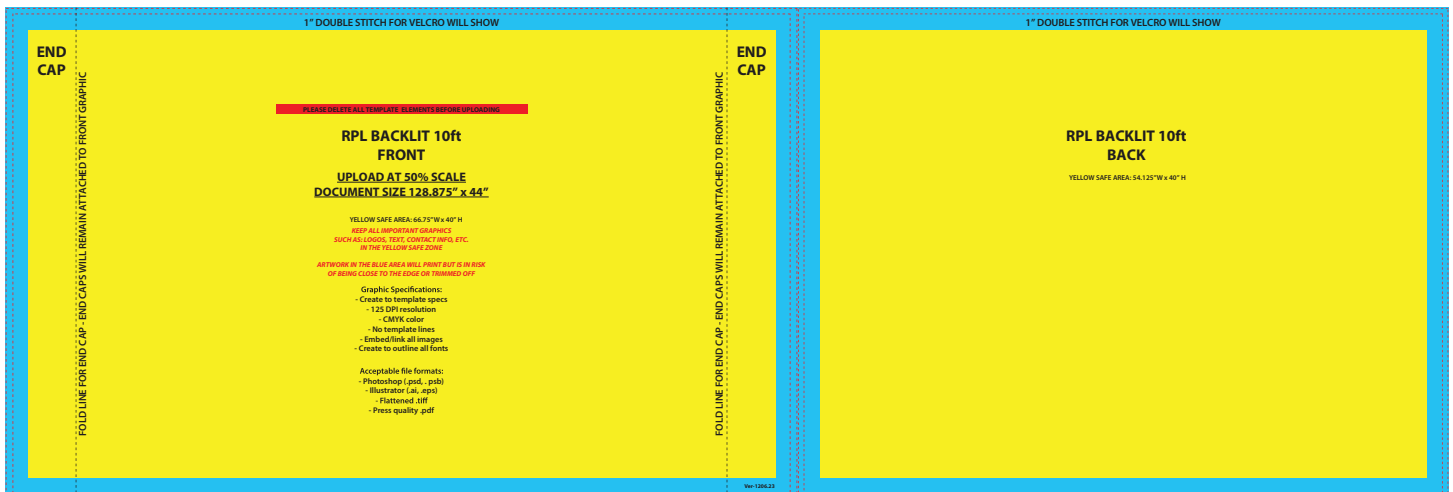 1” DOUBLE STITCH FOR VELCRO WILL SHOW
END
CAP
FOLD LINE FOR END CAP - END CAPS WILL REMAIN ATTACHED TO FRONT GRAPHIC
PLEASE DELETE ALL TEMPLATE ELEMENTS BEFORE UPLOADING
RPL BACKLIT 10ft
FRONT
UPLOAD AT 50% SCALE
DOCUMENT SIZE 128.875” x 44”
YELLOW SAFE AREA: 66.75”W x 40” H
KEEP ALL IMPORTANT GRAPHICS
SUCH AS: LOGOS, TEXT, CONTACT INFO, ETC.
IN THE YELLOW SAFE ZONE
ARTWORK IN THE BLUE AREA WILL PRINT BUT IS IN RISK
OF BEING CLOSE TO THE EDGE OR TRIMMED OFF
Graphic Specifications:
- Create to template specs
- 125 DPI resolution
- CMYK color
- No template lines
- Embed/link all images
- Create to outline all fonts
Acceptable file formats:
- Photoshop (.psd, . psb)
- Illustrator (.ai, .eps)
- Flattened .tiff
- Press quality .pdf
FOLD LINE FOR END CAP - END CAPS WILL REMAIN ATTACHED TO FRONT GRAPHIC
END
CAP
Ver-1206.23
1” DOUBLE STITCH FOR VELCRO WILL SHOW
RPL BACKLIT 10ft
BACK
YELLOW SAFE AREA: 54.125”W x 40” H